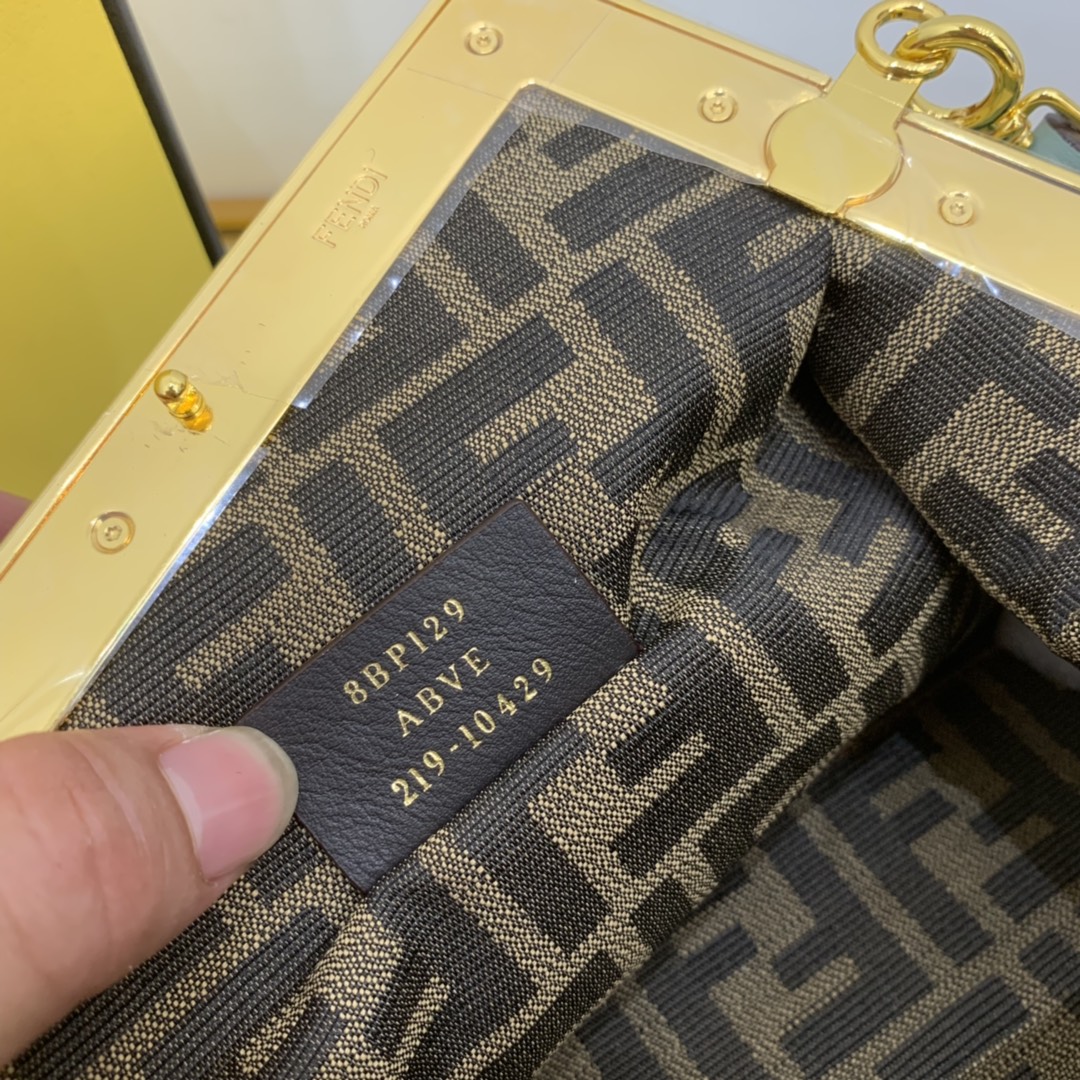 FENDI
8BP129
ABVE
219-10429